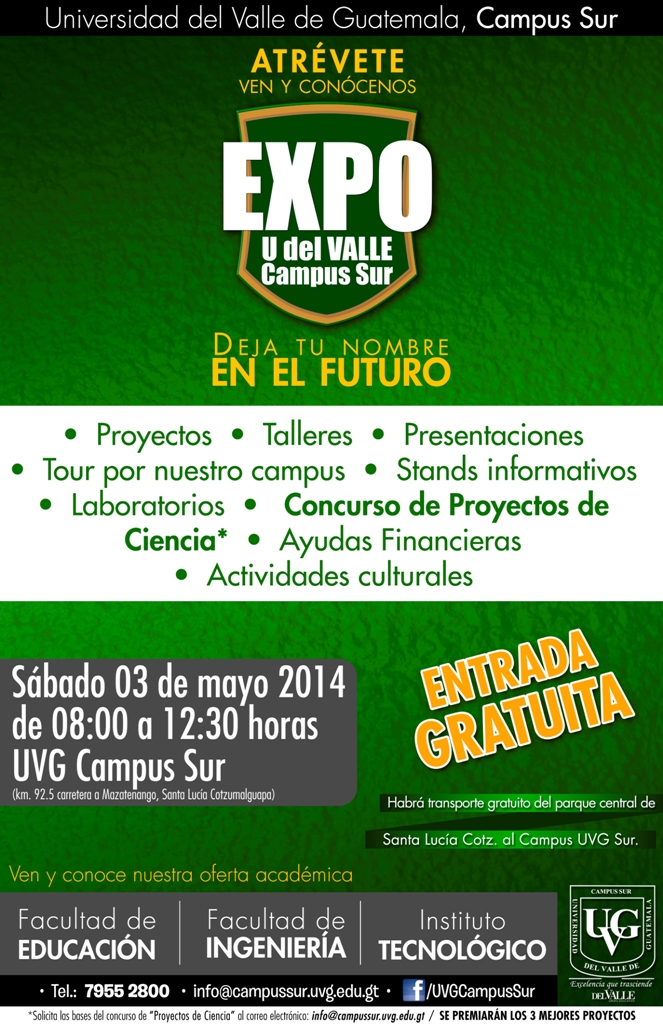 Universidad del Valle de Guatemala, Campus Sur
ATRÉVETE
VEN Y CONÓCENOS
EXPO
U del VALLE
Campus Sur
DEJA TU NOMBRE
EN EL FUTURO
• Proyectos • Talleres • Presentaciones
• Tour por nuestro campus • Stands informativos
• Laboratorios • Concurso de Proyectos de
Ciencia* • Ayudas Financieras
• Actividades culturales
Sábado 03 de mayo 2014
de 08:00 a 12:30 horas
UVG Campus Sur
(km. 92.5 carretera a Mazatenango, Santa Lucía Cotzumalguapa)
ENTRADA
GRATUITA
Habrá transporte gratuito del parque central de
Santa Lucía Cotz. al Campus UVG Sur.
Ven y conoce nuestra oferta académica
Facultad de
EDUCACIÓN
Facultad de
INGENIERÍA
Instituto
TECNOLÓGICO
CAMPUS SUR
UNIVERSIDAD
UVG
GUATEMALA
DEL VALLE DE
Excelencia que trasciende
DEL VALLE
• Tel.: 7955 2800 • info@campussur.uvg.edu.gt • f /UVGCampusSur
*Solicita las bases del concurso de "Proyectos de Ciencia" al correo electrónico: info@campussur.uvg.edu.gt / SE PREMIARÁN LOS 3 MEJORES PROYECTOS